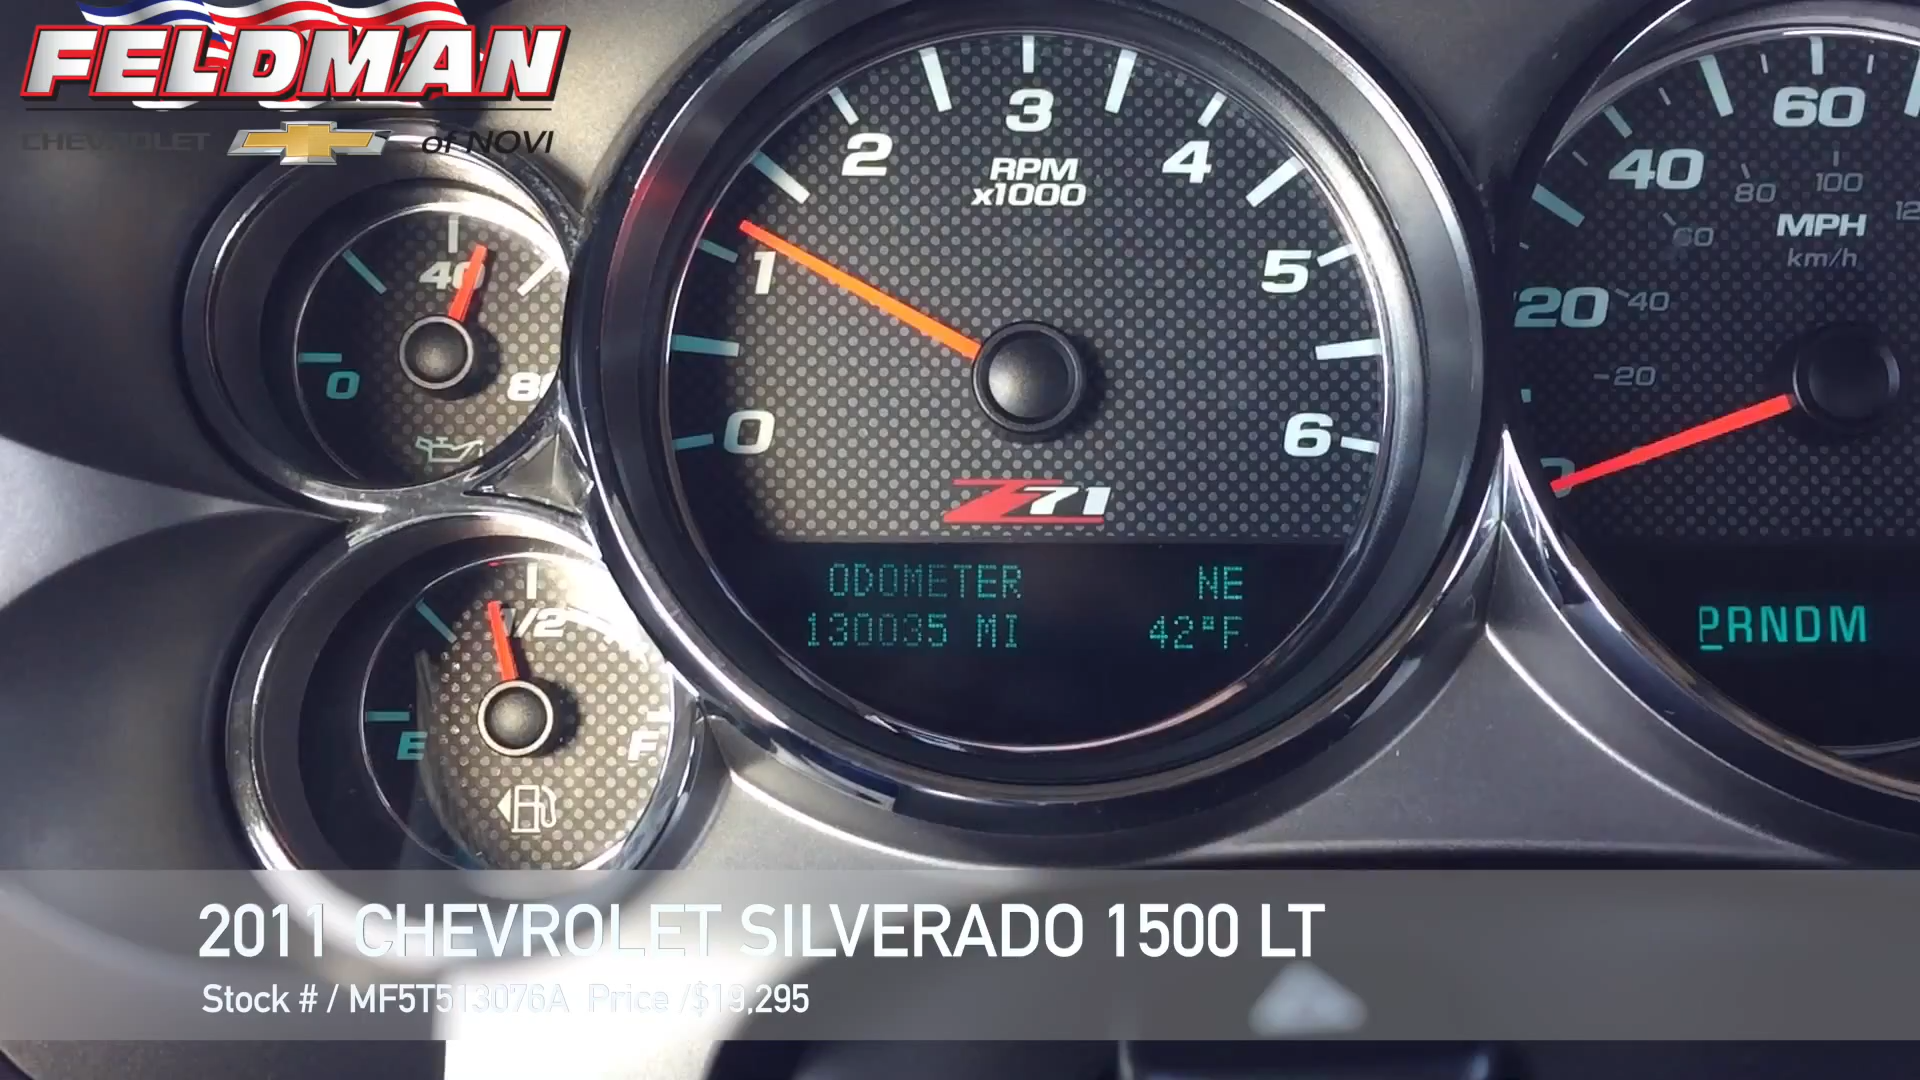 FELDMAN
CHEVROLET of NOVI
0 40 80
0 1 2 3 4 5 6
RPM
x1000
Z71
ODOMETER NE
130035 MI 42°F
E 1/2 F
20 40 60
20 40 60 80 100
MPH
km/h
PRNDM
2011 CHEVROLET SILVERADO 1500 LT
Stock # / MF5T513076A Price /$19,295